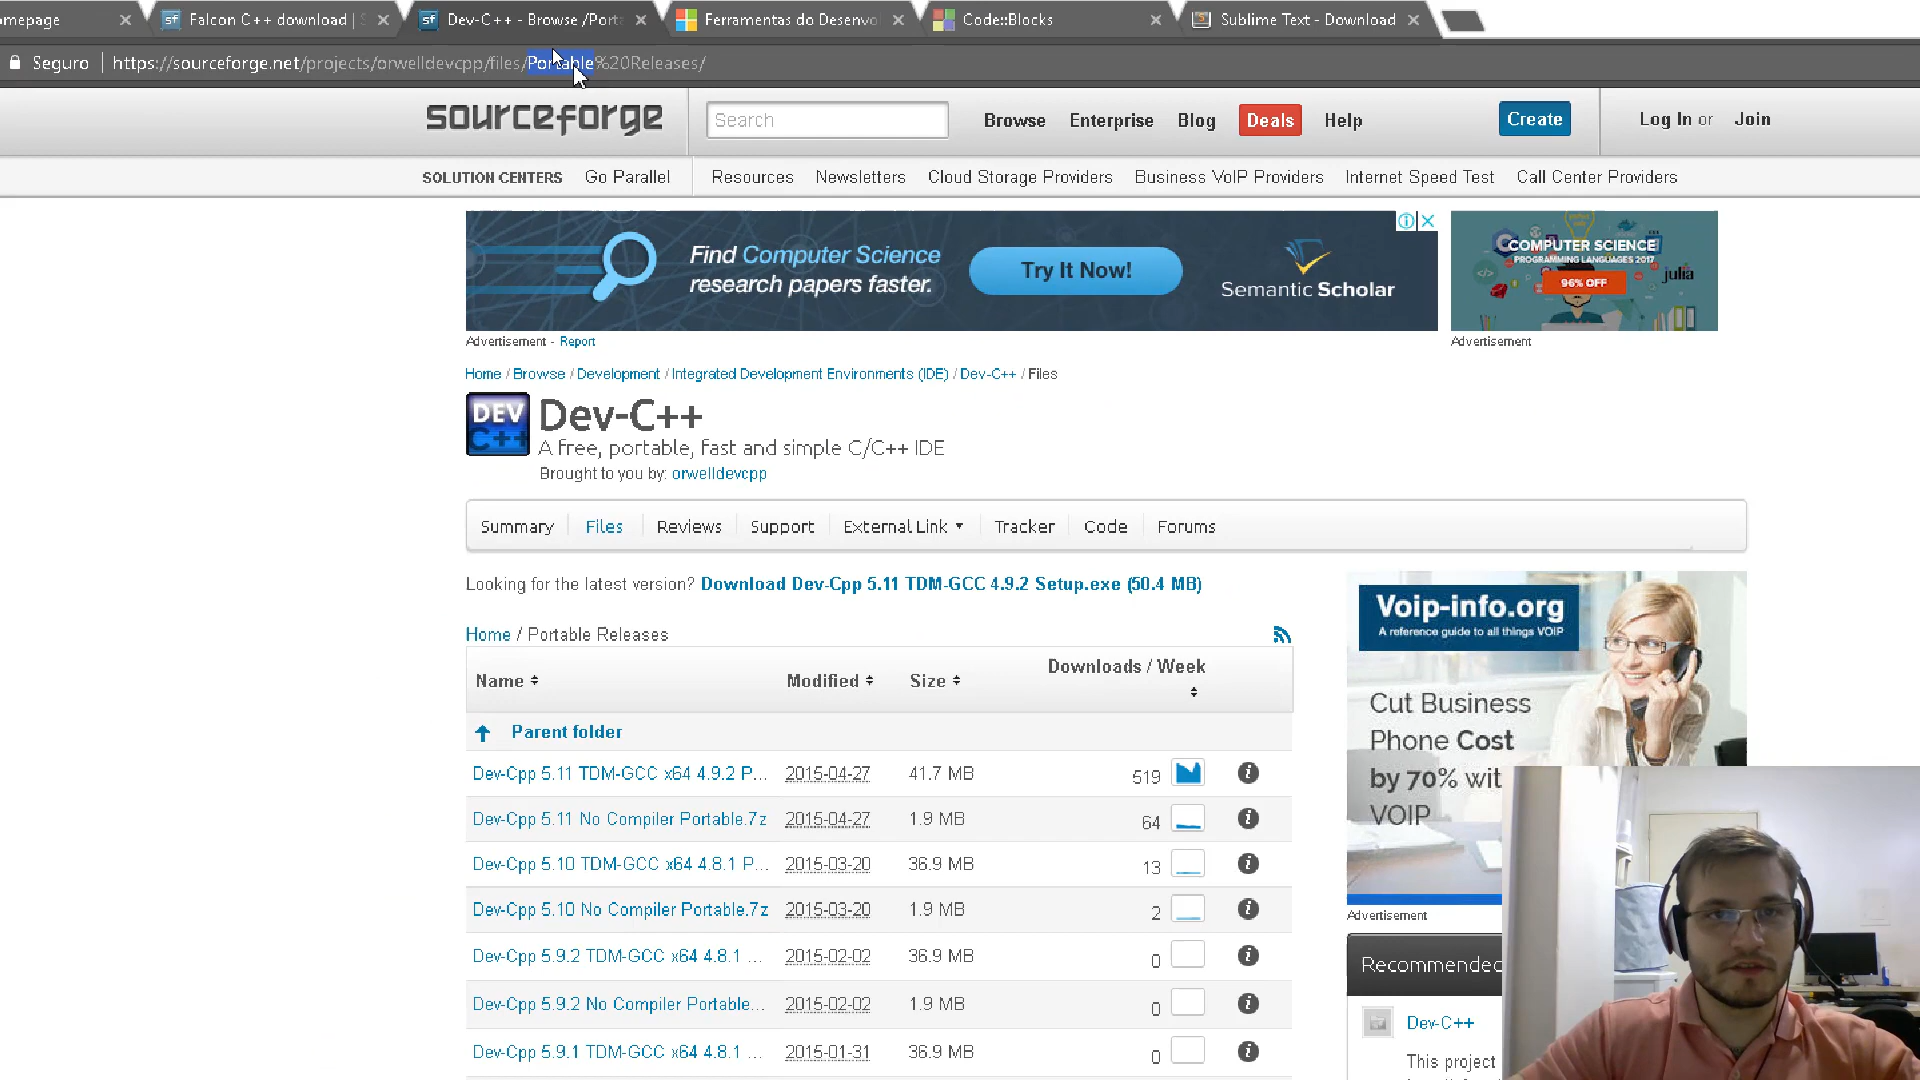 mepage
Falcon C++ download | S
Dev-C++ - Browse /Porta
Ferramentas do Desenvol
Code::Blocks
Sublime Text - Download
Seguro
https://sourceforge.net/projects/orwelldevcpp/files/Portable%20Releases/
sourceforge
Search
Browse Enterprise Blog Deals Help
Create
Log In or Join
SOLUTION CENTERS Go Parallel Resources Newsletters Cloud Storage Providers Business VoIP Providers Internet Speed Test Call Center Providers
Find Computer Science
research papers faster.
Try It Now!
Semantic Scholar
COMPUTER SCIENCE
PROGRAMMING LANGUAGES 2017
julia
96% OFF
Advertisement - Report
Advertisement
Home / Browse / Development / Integrated Development Environments (IDE) / Dev-C++ / Files
DEV
C++
Dev-C++
A free, portable, fast and simple C/C++ IDE
Brought to you by: orwelldevcpp
Summary Files Reviews Support External Link Tracker Code Forums
Looking for the latest version? Download Dev-Cpp 5.11 TDM-GCC 4.9.2 Setup.exe (50.4 MB)
Home / Portable Releases
Name Modified Size Downloads / Week
Parent folder
Dev-Cpp 5.11 TDM-GCC x64 4.9.2 P... 2015-04-27 41.7 MB 519
Dev-Cpp 5.11 No Compiler Portable.7z 2015-04-27 1.9 MB 64
Dev-Cpp 5.10 TDM-GCC x64 4.8.1 P... 2015-03-20 36.9 MB 13
Dev-Cpp 5.10 No Compiler Portable.7z 2015-03-20 1.9 MB 2
Dev-Cpp 5.9.2 TDM-GCC x64 4.8.1 ... 2015-02-02 36.9 MB 0
Dev-Cpp 5.9.2 No Compiler Portable... 2015-02-02 1.9 MB 0
Dev-Cpp 5.9.1 TDM-GCC x64 4.8.1 ... 2015-01-31 36.9 MB 0
Voip-info.org
A reference guide to all things VOIP
Cut Business
Phone Cost
by 70% wit
VOIP
Advertisement
Recommended
Dev-C++
This project